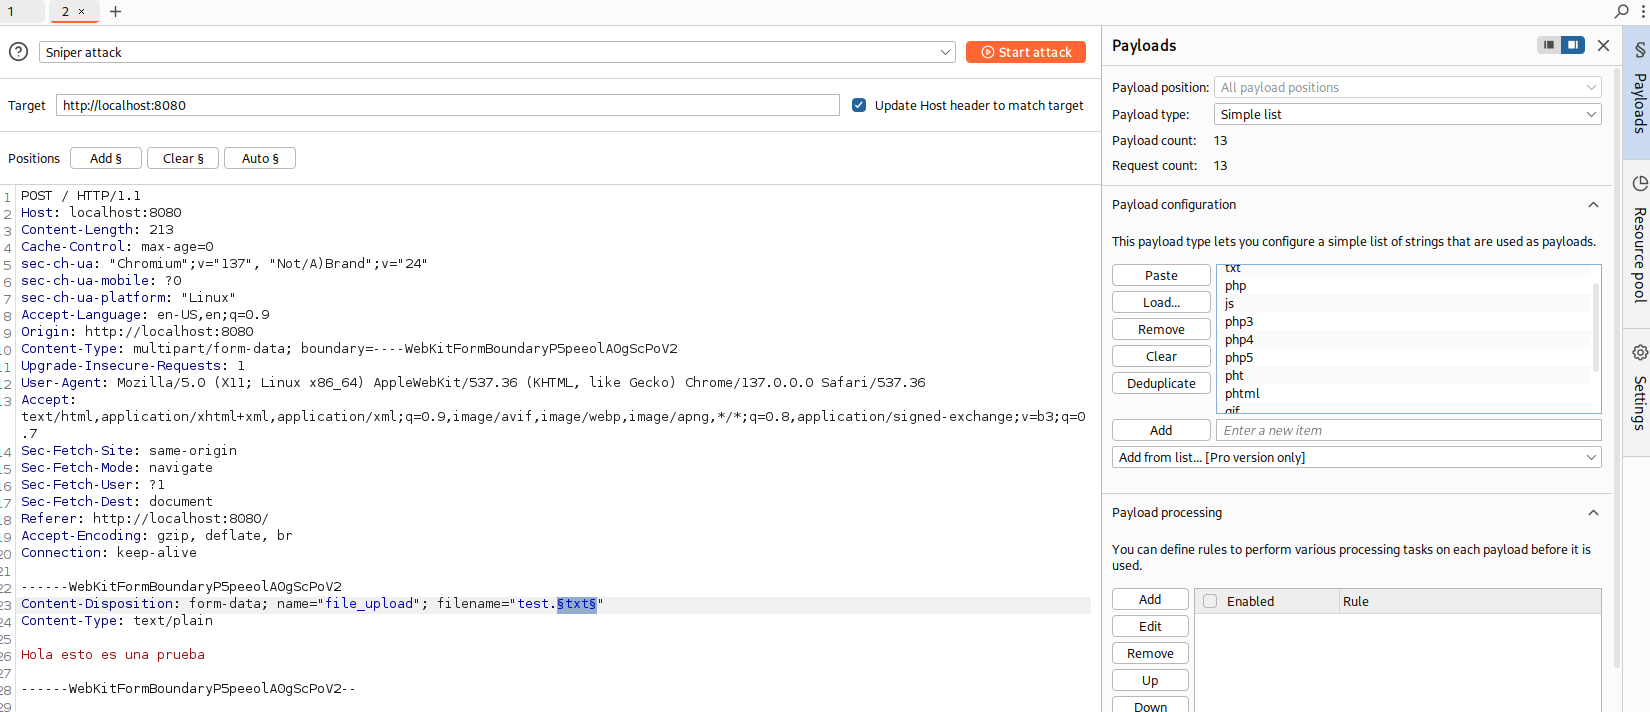 1
2 ×
+
Sniper attack
Start attack
Target
http://localhost:8080
Update Host header to match target
Positions
Add §
Clear §
Auto §
1 POST / HTTP/1.1
2 Host: localhost:8080
3 Content-Length: 213
4 Cache-Control: max-age=0
5 sec-ch-ua: "Chromium";v="137", "Not/A)Brand";v="24"
6 sec-ch-ua-mobile: ?0
7 sec-ch-ua-platform: "Linux"
8 Accept-Language: en-US,en;q=0.9
9 Origin: http://localhost:8080
10 Content-Type: multipart/form-data; boundary=----WebKitFormBoundaryP5peeolA0gScPoV2
11 Upgrade-Insecure-Requests: 1
12 User-Agent: Mozilla/5.0 (X11; Linux x86_64) AppleWebKit/537.36 (KHTML, like Gecko) Chrome/137.0.0.0 Safari/537.36
13 Accept:
text/html,application/xhtml+xml,application/xml;q=0.9,image/avif,image/webp,image/apng,*/*;q=0.8,application/signed-exchange;v=b3;q=0
.7
14 Sec-Fetch-Site: same-origin
15 Sec-Fetch-Mode: navigate
16 Sec-Fetch-User: ?1
17 Sec-Fetch-Dest: document
18 Referer: http://localhost:8080/
19 Accept-Encoding: gzip, deflate, br
20 Connection: keep-alive
21
22 ------WebKitFormBoundaryP5peeolA0gScPoV2
23 Content-Disposition: form-data; name="file_upload"; filename="test.§txt§"
24 Content-Type: text/plain
25
26 Hola esto es una prueba
27
28 ------WebKitFormBoundaryP5peeolA0gScPoV2--
29
Payloads
Payload position: All payload positions
Payload type: Simple list
Payload count: 13
Request count: 13
Payload configuration
This payload type lets you configure a simple list of strings that are used as payloads.
Paste
Load...
Remove
Clear
Deduplicate
txt
php
js
php3
php4
php5
pht
phtml
gif
Add
Enter a new item
Add from list... [Pro version only]
Payload processing
You can define rules to perform various processing tasks on each payload before it is
used.
Add
Edit
Remove
Up
Down
Enabled
Rule
§ Payloads
Resource pool
Settings